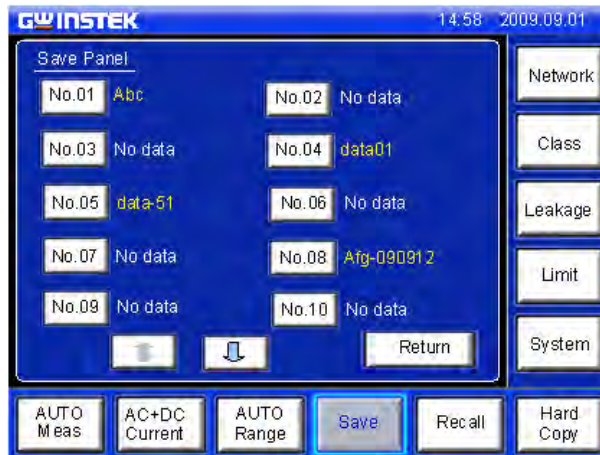 GWINSTEK 14:58 2009.09.01
Save Panel
No.01 Abc No.02 No data
No.03 No data No.04 data01
No.05 data-51 No.06 No data
No.07 No data No.08 Afg-090912
No.09 No data No.10 No data
Return
Network
Class
Leakage
Limit
System
AUTO
Meas
AC+DC
Current
AUTO
Range
Save
Recall
Hard
Copy